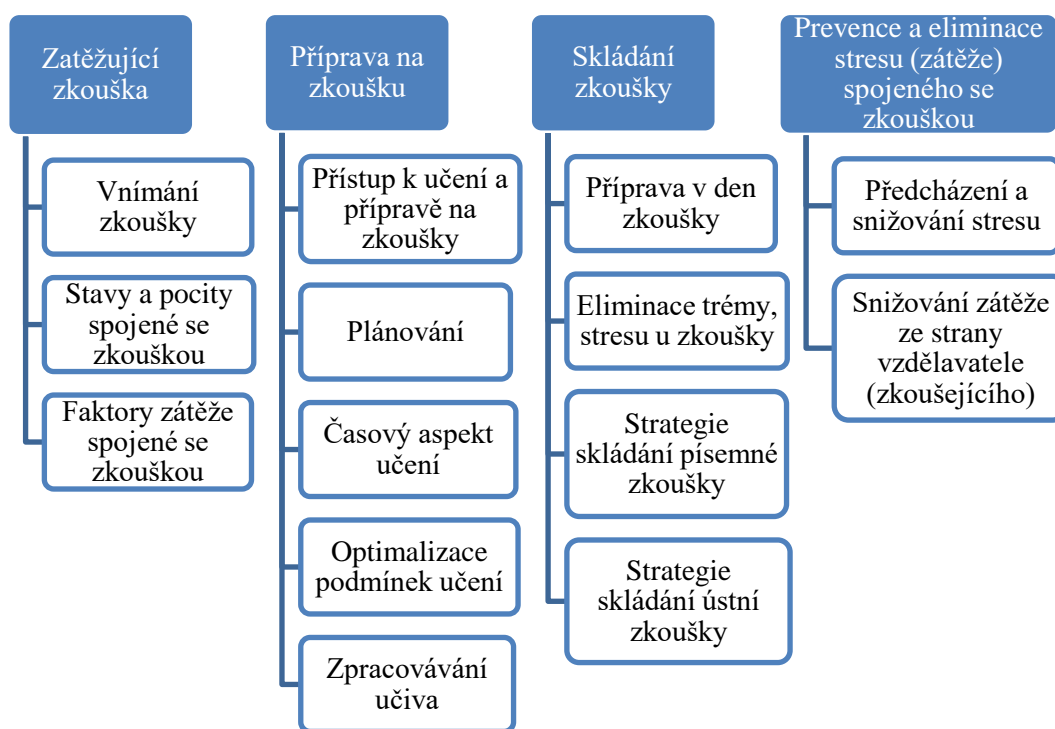 Zatěžující
zkouška
Vnímání
zkoušky
Stavy a pocity
spojené se
zkouškou
Faktory zátěže
spojené se
zkouškou
Příprava na
zkoušku
Přístup k učení a
přípravě na
zkoušky
Plánování
Časový aspekt
učení
Optimalizace
podmínek učení
Zpracovávání
učiva
Skládání
zkoušky
Příprava v den
zkoušky
Eliminace trémy,
stresu u zkoušky
Strategie
skládání písemné
zkoušky
Strategie
skládání ústní
zkoušky
Prevence a eliminace
stresu (zátěže)
spojeného se
zkouškou
Předcházení a
snižování stresu
Snižování zátěže
ze strany
vzdělavatele
(zkoušejícího)